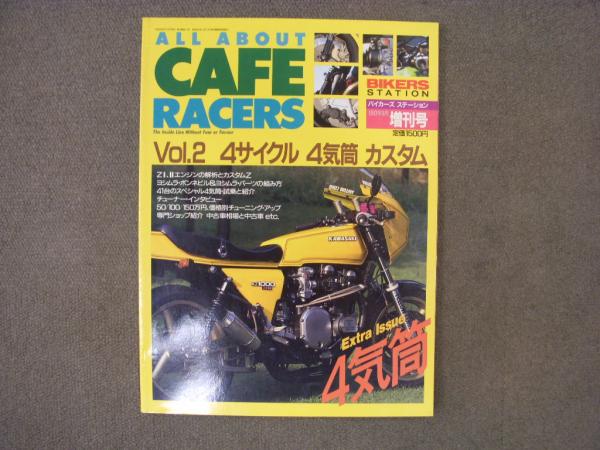 ALL ABOUT
CAFE
RACERS
The Inside Line Without Fear or Favour
BIKERS
STATION
バイカーズ ステーション
増刊号
定価1500円
Vol.2 4サイクル 4気筒 カスタム
Z1、IIエンジンの解析とカスタムZ
ヨシムラ・ボンネビル&ヨシムラ・パーツの組み方
41台のスペシャル4気筒・試乗と紹介
チューナー・インタビュー
50/100/150万円、価格別チューニング・アップ
専門ショップ紹介 中古車相場と中古車 etc.
KAWASAKI
1000
Extra Issue
4気筒